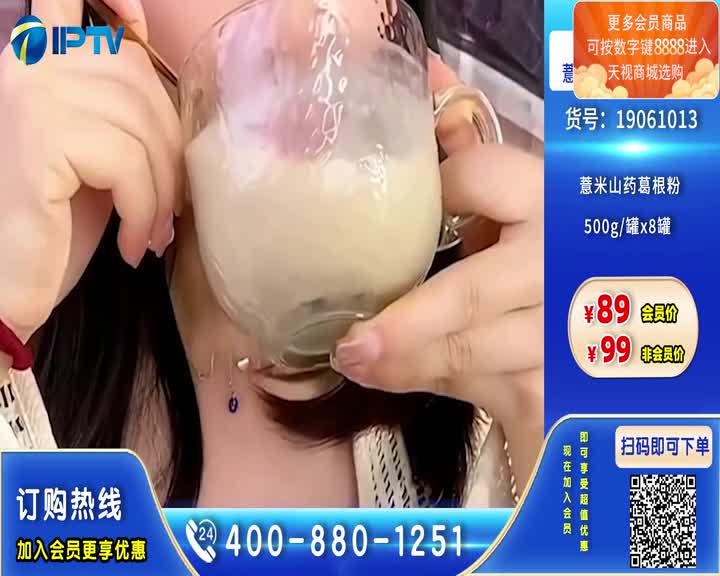 IPTV
更多会员商品
可按数字键8888进入
天视商城选购
薏
货号：19061013
薏米山药葛根粉
500g/罐x8罐
¥89 会员价
¥99 非会员价
扫码即可下单
即可享受超值优惠
现在加入会员
订购热线
加入会员更享优惠
24
400-880-1251